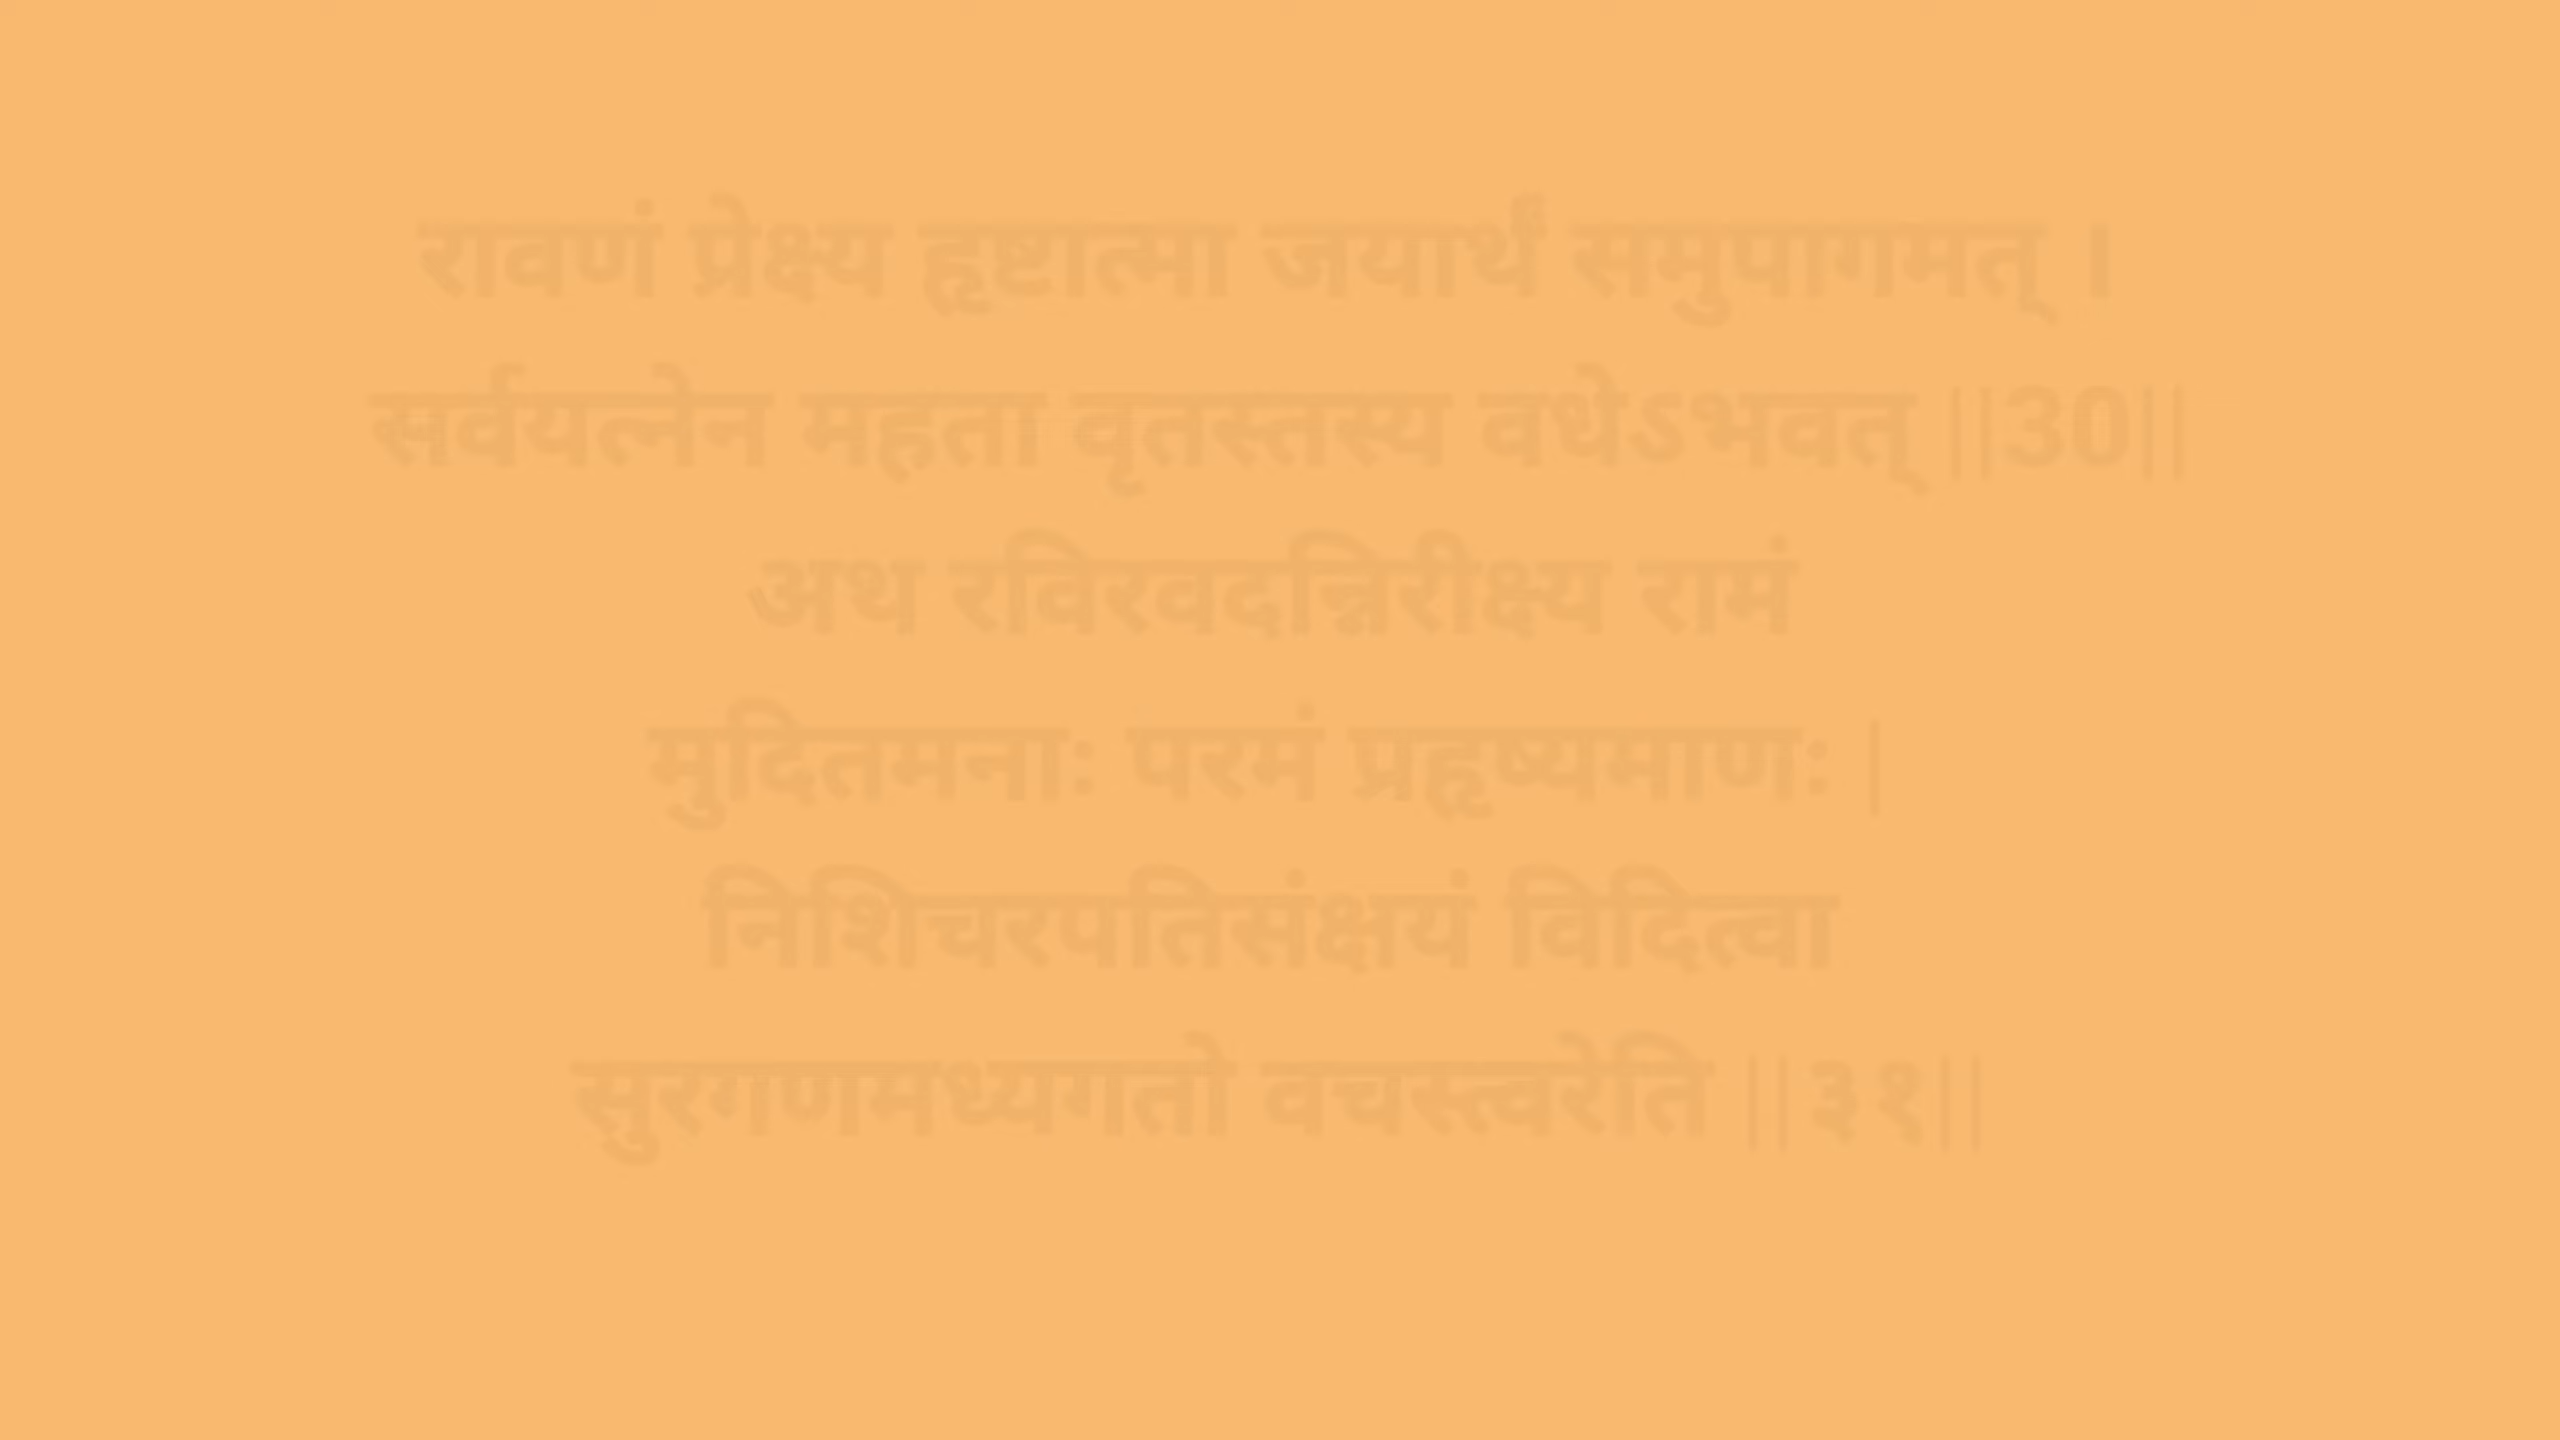 रावणं प्रेक्ष्य हृष्टात्मा जयार्थं समुपागमत् ।
सर्वयत्नेन महता वृतस्तस्य वधेऽभवत् ||30||
अथ रविरवदन्निरीक्ष्य रामं
मुदितमनाः परमं प्रहृष्यमाणः |
निशिचरपतिसंक्षयं विदित्वा
सुरगणमध्यगतो वचस्त्वरेति ||३१||